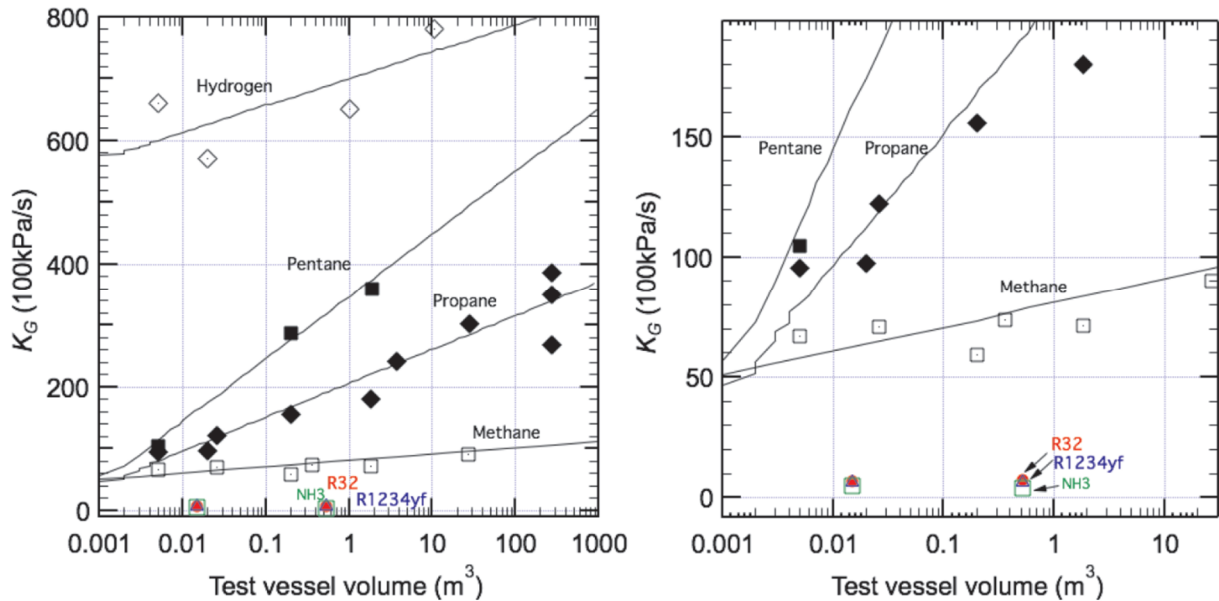 800
600
400
200
0
K_G (100kPa/s)
Hydrogen
Pentane
Propane
Methane
R32
NH3
R1234yf
0.001 0.01 0.1 1 10 100 1000
Test vessel volume (m³)
150
100
50
0
K_G (100kPa/s)
Pentane Propane
Methane
R32
R1234yf
NH3
0.001 0.01 0.1 1 10
Test vessel volume (m³)